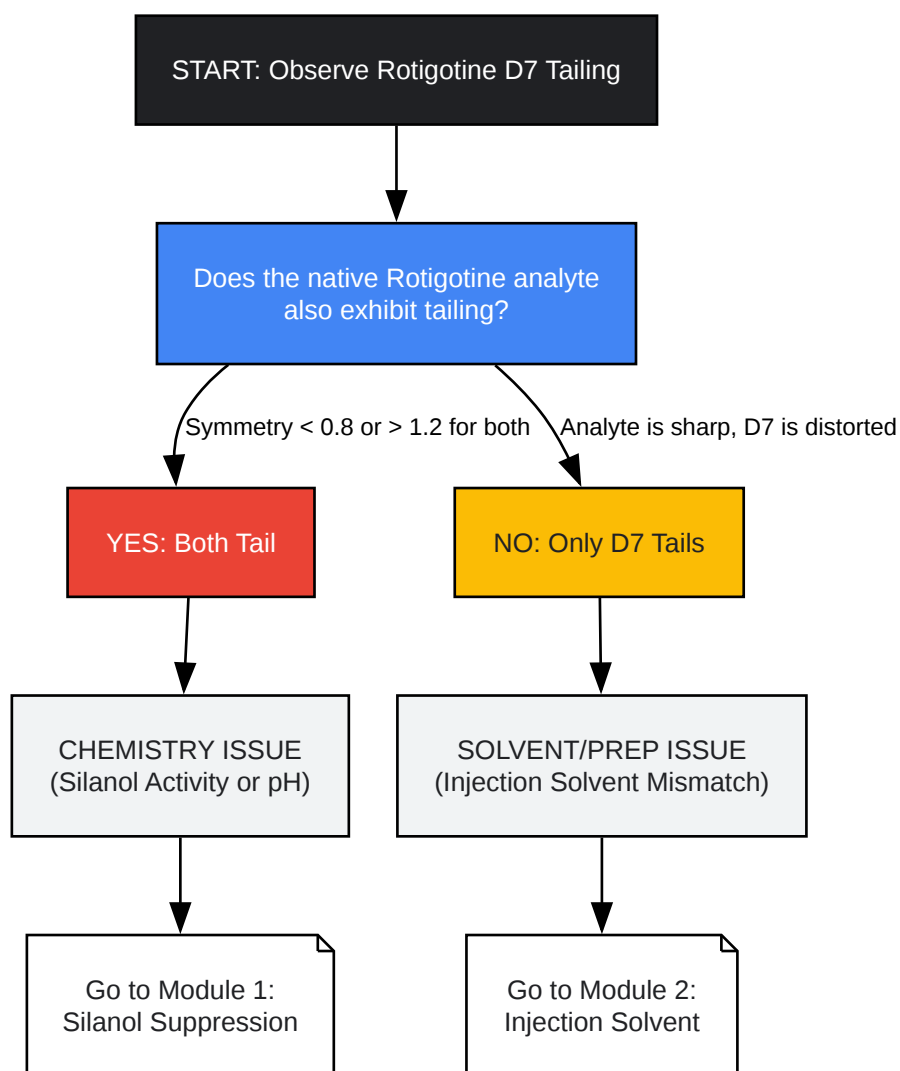 START: Observe Rotigotine D7 Tailing
Does the native Rotigotine analyte
also exhibit tailing?
Symmetry < 0.8 or > 1.2 for both
Analyte is sharp, D7 is distorted
YES: Both Tail
NO: Only D7 Tails
CHEMISTRY ISSUE
(Silanol Activity or pH)
SOLVENT/PREP ISSUE
(Injection Solvent Mismatch)
Go to Module 1:
Silanol Suppression
Go to Module 2:
Injection Solvent